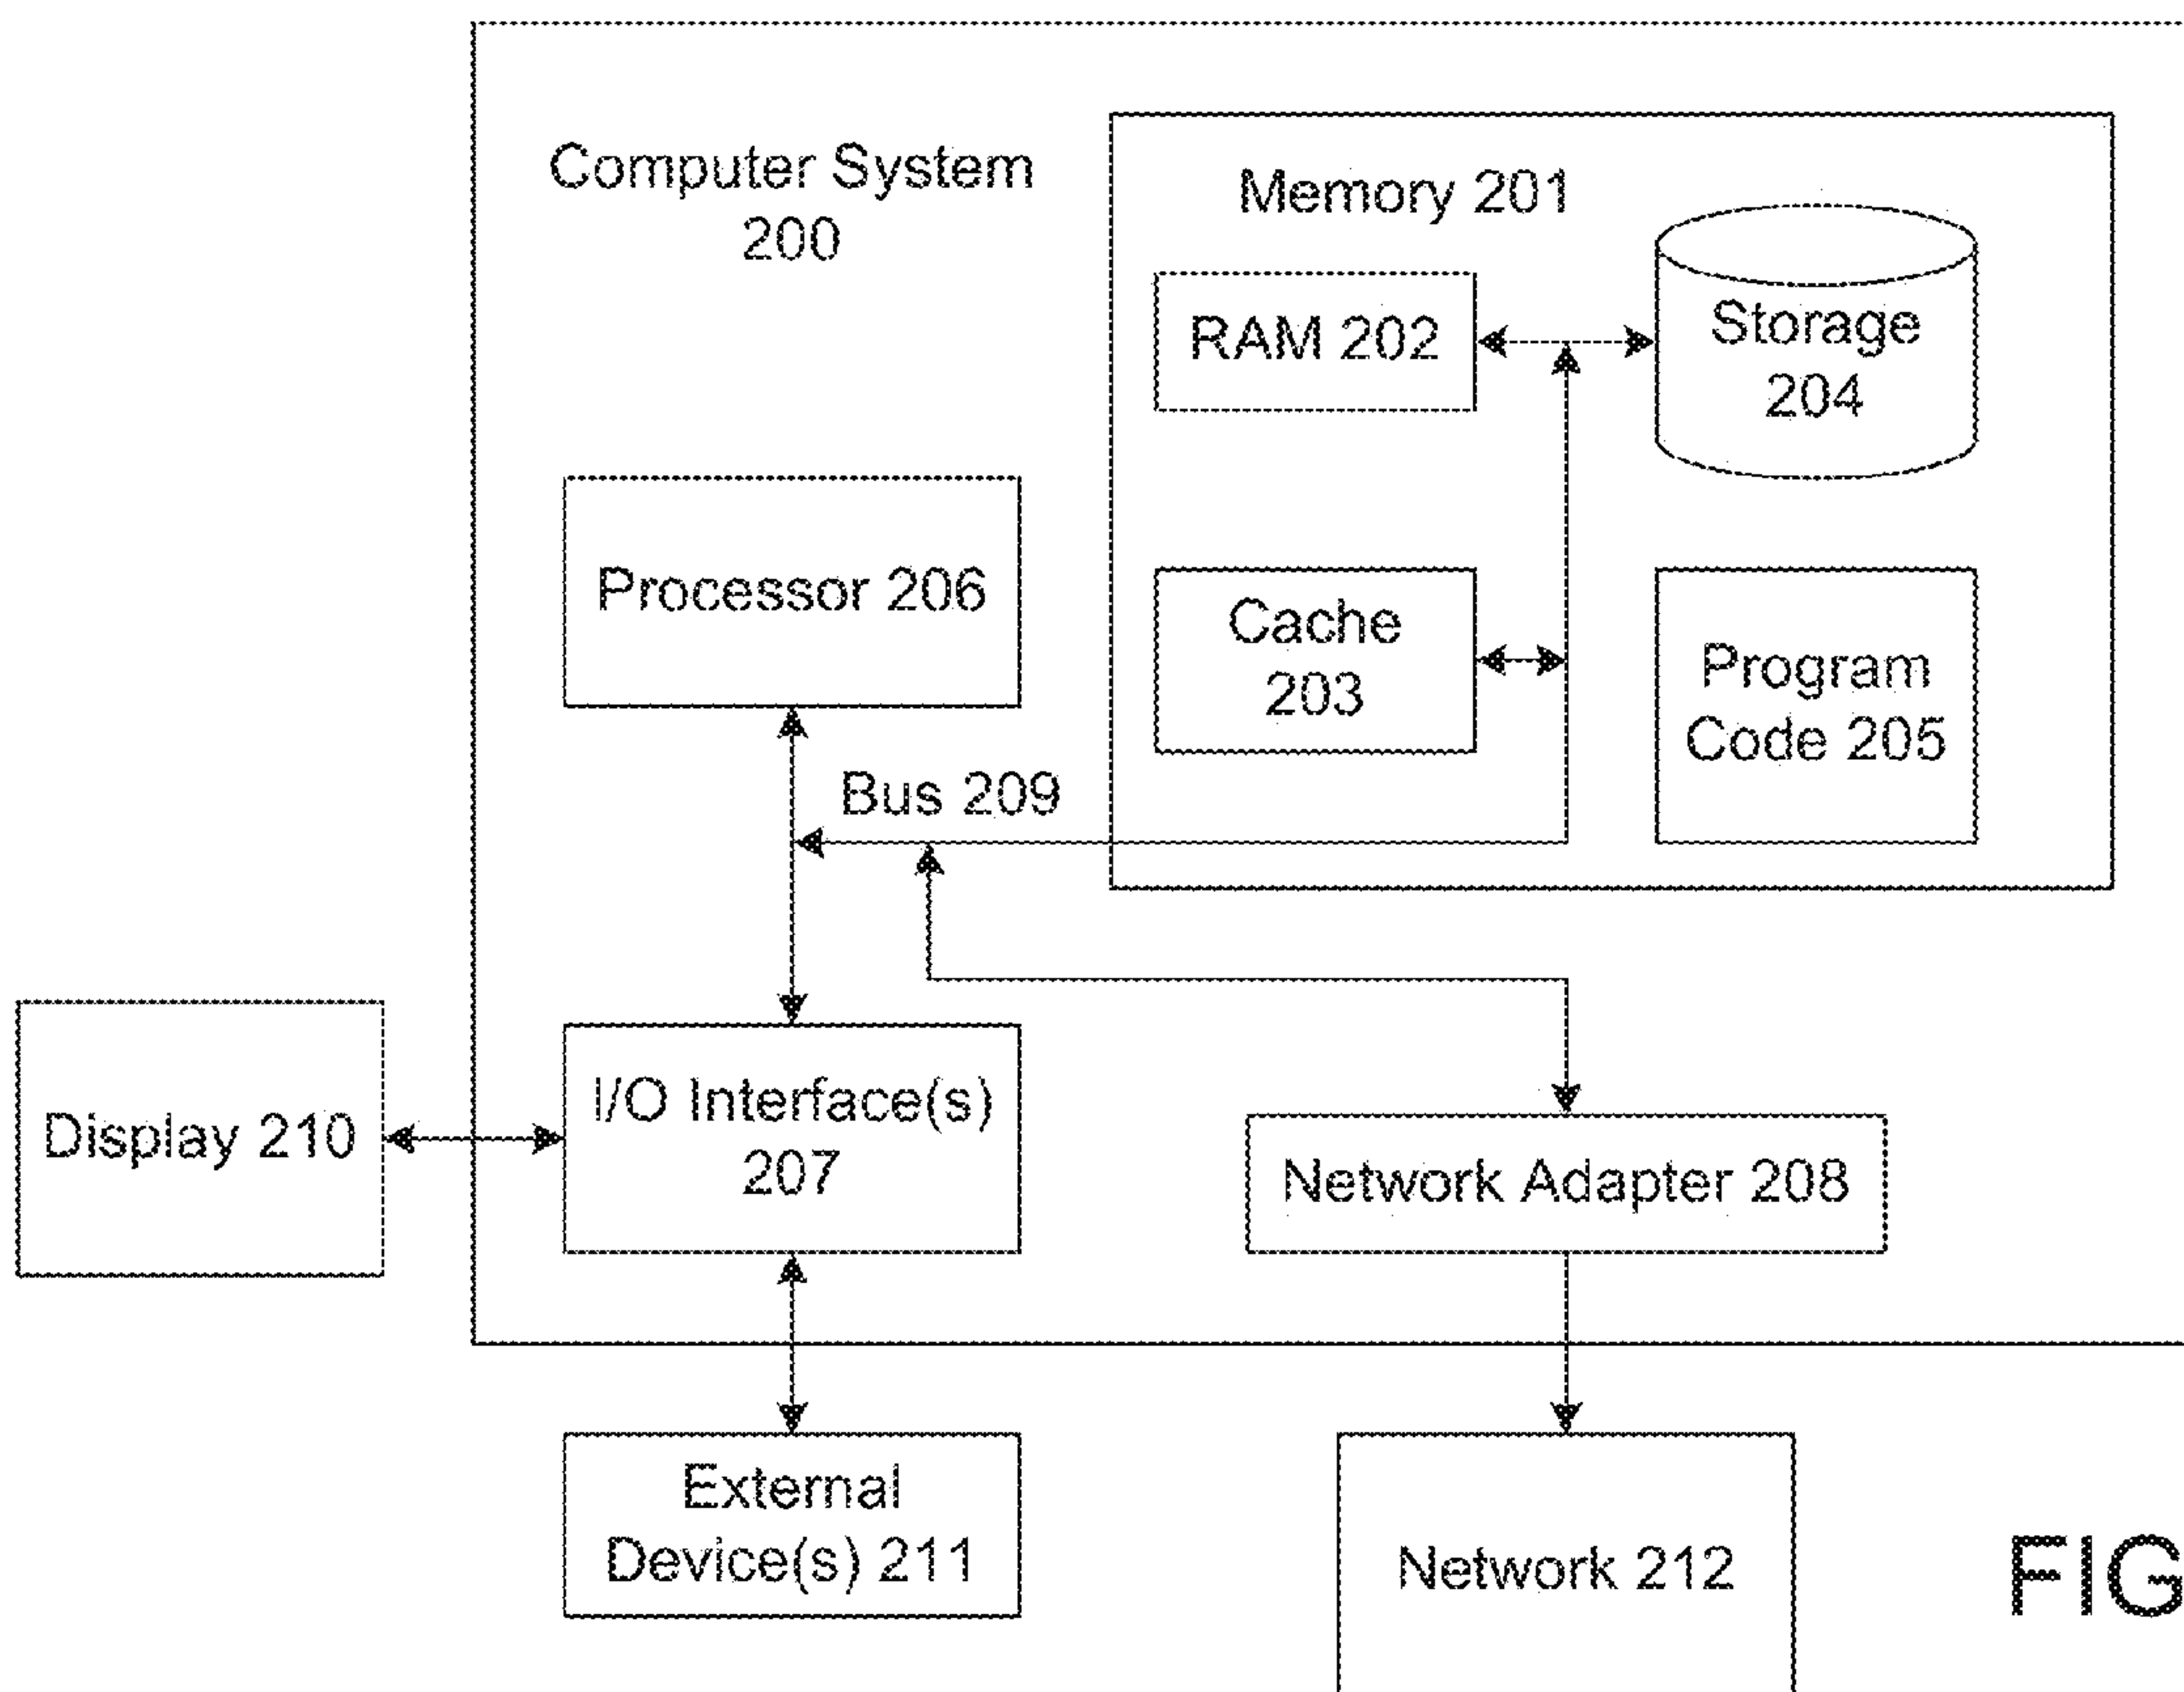 Computer System
200
Memory 201
RAM 202
Storage
204
Processor 206
Cache
203
Program
Code 205
Bus 209
Display 210
I/O Interface(s)
207
Network Adapter 208
External
Device(s) 211
Network 212
FIG